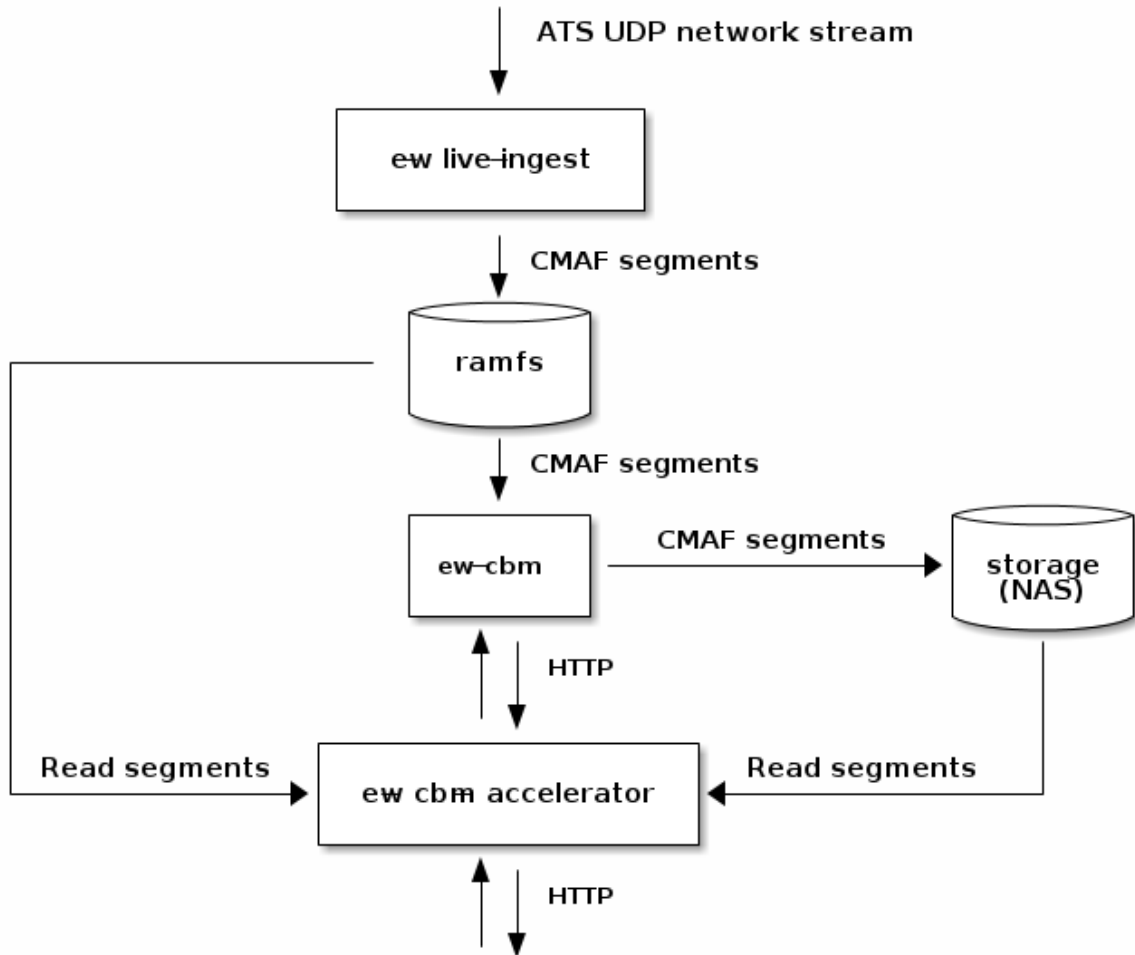 ATS UDP network stream
ew-live-ingest
CMAF segments
ramfs
CMAF segments
ew-cbm
CMAF segments
storage
(NAS)
HTTP
Read segments
ew-cbm-accelerator
Read segments
HTTP